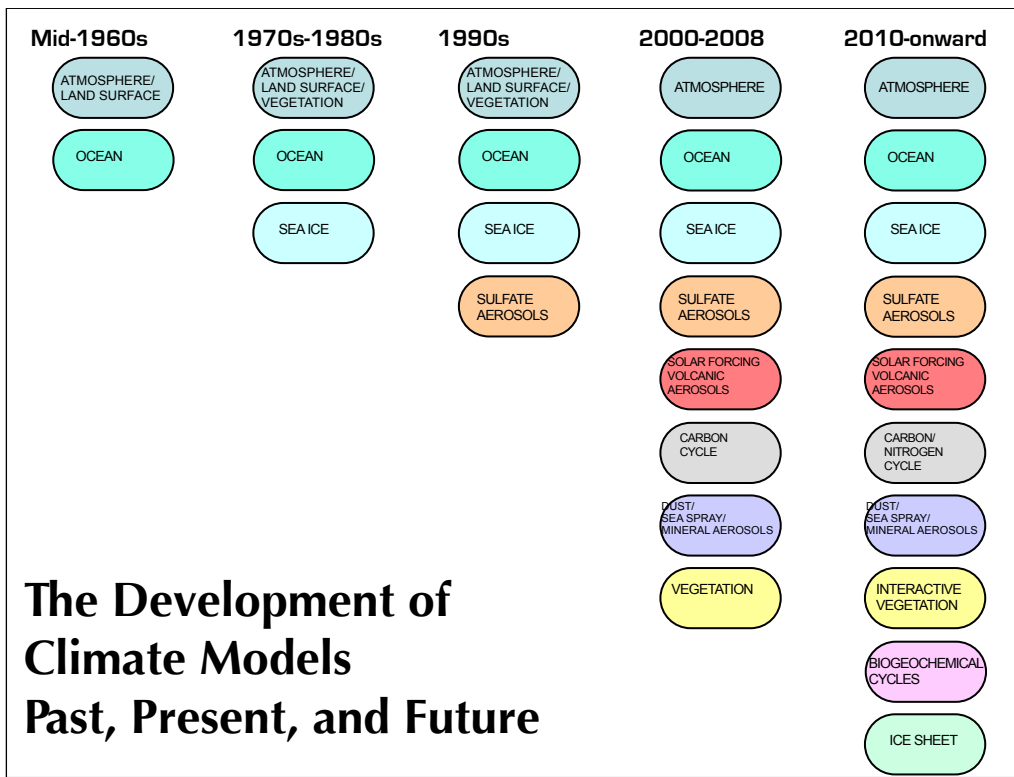 Mid-1960s
ATMOSPHERE/
LAND SURFACE
OCEAN
1970s-1980s
ATMOSPHERE/
LAND SURFACE/
VEGETATION
OCEAN
SEA ICE
1990s
ATMOSPHERE/
LAND SURFACE/
VEGETATION
OCEAN
SEA ICE
SULFATE
AEROSOLS
2000-2008
ATMOSPHERE
OCEAN
SEA ICE
SULFATE
AEROSOLS
SOLAR FORCING
VOLCANIC
AEROSOLS
CARBON
CYCLE
DUST/
SEA SPRAY/
MINERAL AEROSOLS
VEGETATION
2010-onward
ATMOSPHERE
OCEAN
SEA ICE
SULFATE
AEROSOLS
SOLAR FORCING
VOLCANIC
AEROSOLS
CARBON/
NITROGEN
CYCLE
DUST/
SEA SPRAY/
MINERAL AEROSOLS
INTERACTIVE
VEGETATION
BIOGEOCHEMICAL
CYCLES
ICE SHEET
The Development of
Climate Models
Past, Present, and Future